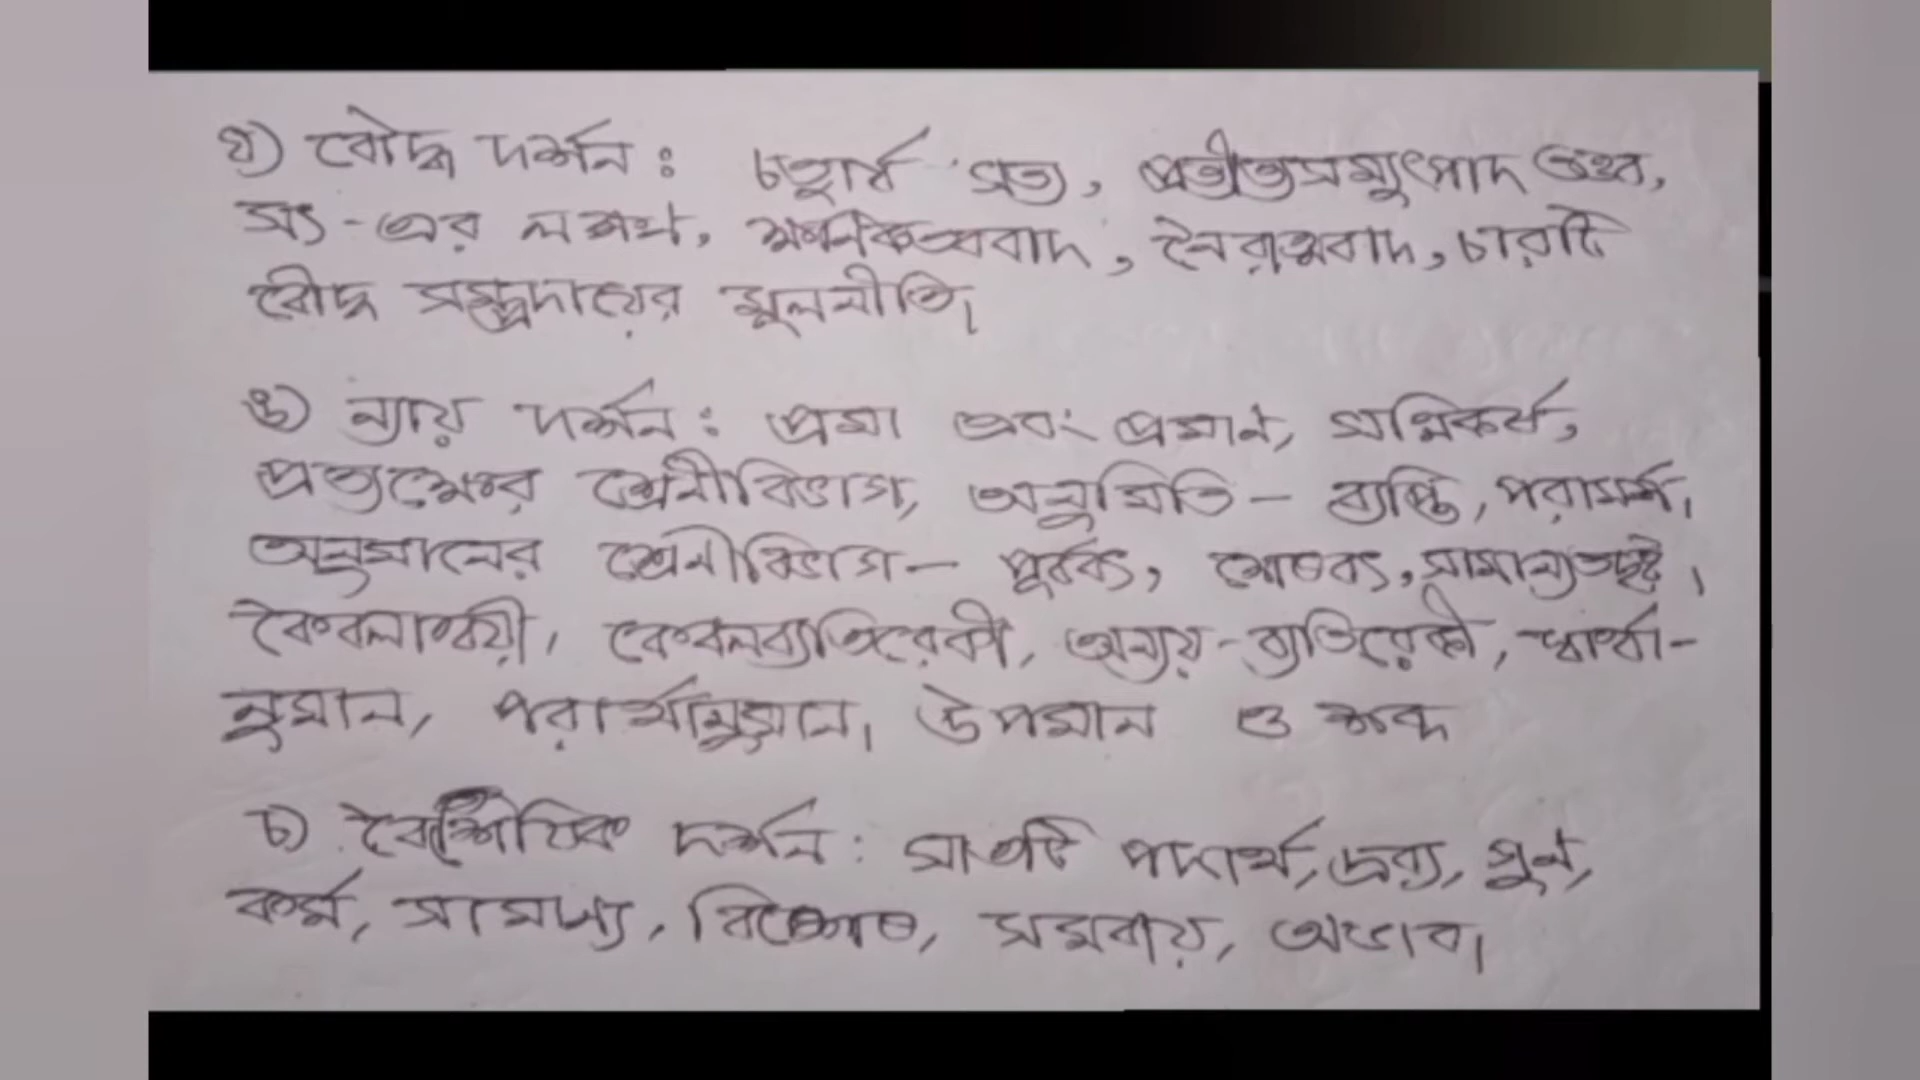 ঘ) বৌদ্ধ দর্শন : চতুর্থ সত্য, প্রতীত্যসমুৎপাদ তত্ত্ব,
সৎ-এর লক্ষণ, ক্ষণিকত্ববাদ, নৈরাত্মবাদ, চারটি
বৌদ্ধ সম্প্রদায়ের মূলনীতি।
ঙ) ন্যায় দর্শন : প্রমা এবং প্রমাণ, সন্নিকর্ষ,
প্রত্যক্ষের শ্রেণীবিভাগ, অনুমিতি - ব্যাপ্তি, পরামর্শ।
অনুমানের শ্রেণীবিভাগ - পূর্ববৎ, শেষবৎ, সামান্যতদৃষ্ট।
কেবলান্বয়ী, কেবলব্যতিরেকী, অন্বয়-ব্যতিরেকী, স্বার্থা-
নুমান, পরার্থানুমান। উপমান ও শব্দ
চ) বৈশেষিক দর্শন : সাতটি পদার্থ, দ্রব্য, গুণ,
কর্ম, সামান্য, বিশেষ, সমবায়, অভাব।